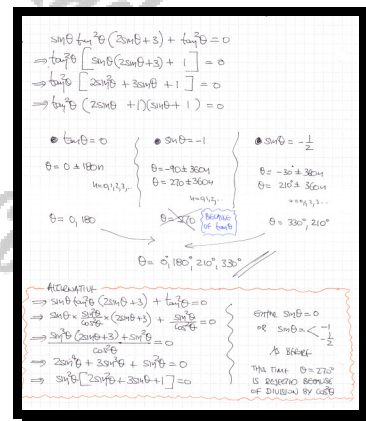 sinθ tan²θ (2sinθ+3) + tan²θ = 0
⇒ tan²θ [ sinθ(2sinθ+3) + 1 ] = 0
⇒ tan²θ [ 2sin²θ + 3sinθ + 1 ] = 0
⇒ tan²θ (2sinθ + 1)(sinθ + 1) = 0
● tanθ = 0
θ = 0 ± 180n
n=0,1,2,3,...
θ = 0, 180
● sinθ = -1
θ = -90 ± 360n
θ = 270 ± 360n
n=0,1,2,...
θ = 270
BECAUSE
OF tanθ
● sinθ = -1/2
θ = -30° ± 360n
θ = 210° ± 360n
n=0,1,2,3,...
θ = 330°, 210°
θ = 0°, 180°, 210°, 330°
ALTERNATIVE
⇒ sinθ tan²θ (2sinθ+3) + tan²θ = 0
⇒ sinθ × sin²θ/cos²θ × (2sinθ+3) + sin²θ/cos²θ = 0
⇒ sin³θ (2sinθ+3) + sin²θ / cos²θ = 0
⇒ 2sin⁴θ + 3sin³θ + sin²θ = 0
⇒ sin²θ [2sin²θ + 3sinθ + 1] = 0
EITHER sinθ = 0
OR sinθ = < -1
-1/2
AS BEFORE
THIS TIME θ = 270°
IS REJECTED BECAUSE
OF DIVISION BY cos²θ